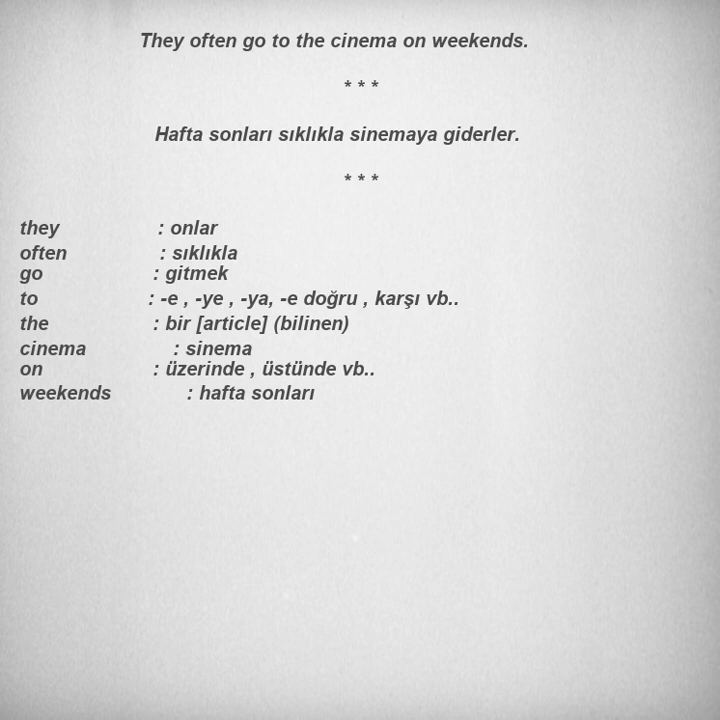 They often go to the cinema on weekends.
* * *
Hafta sonları sıklıkla sinemaya giderler.
* * *
they : onlar
often : sıklıkla
go : gitmek
to : -e , -ye , -ya, -e doğru , karşı vb..
the : bir [article] (bilinen)
cinema : sinema
on : üzerinde , üstünde vb..
weekends : hafta sonları